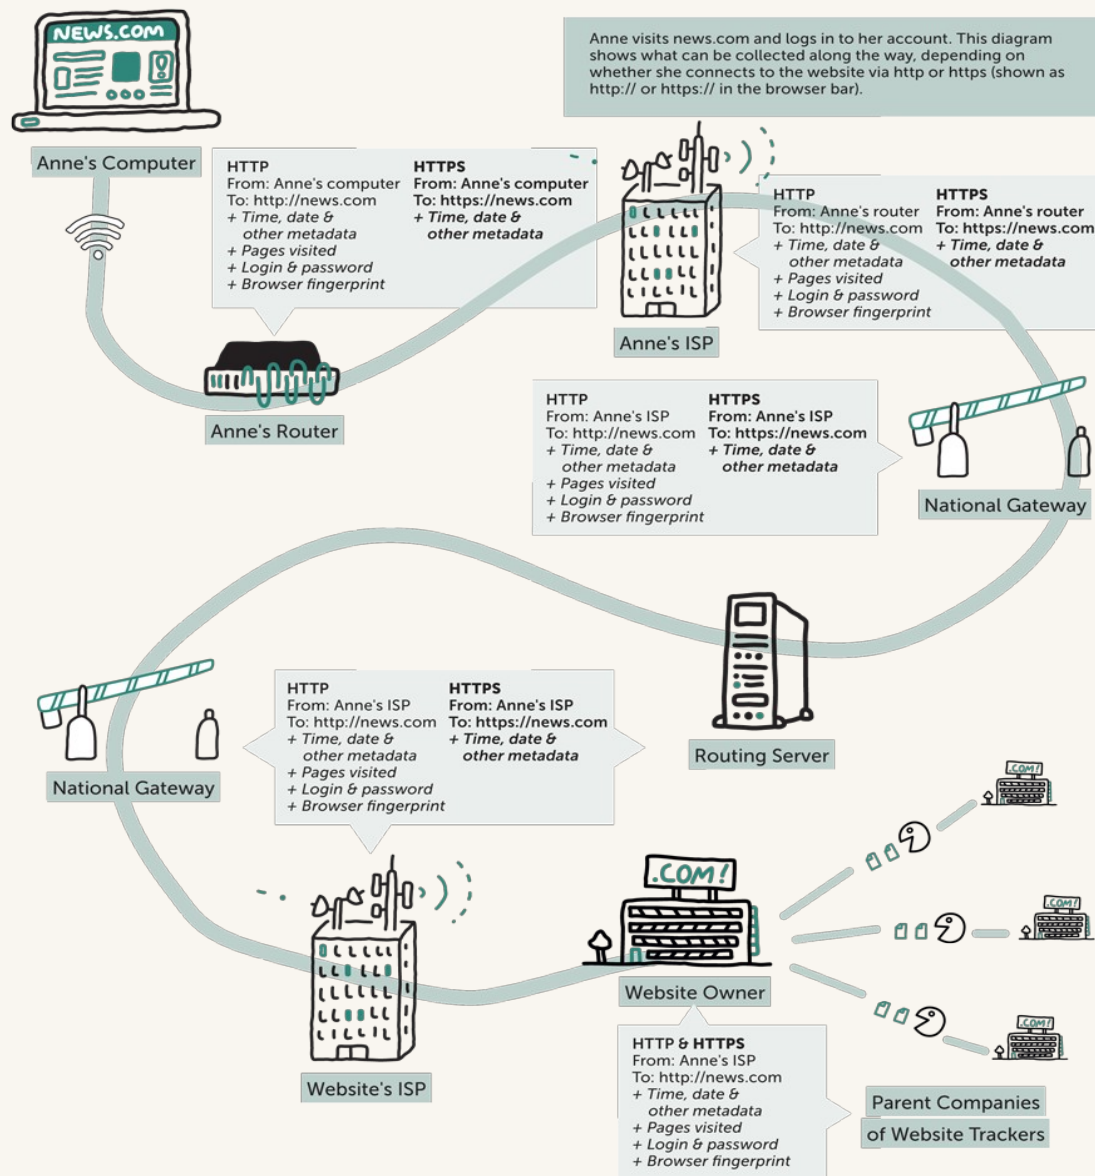 NEWS.COM
Anne visits news.com and logs in to her account. This diagram
shows what can be collected along the way, depending on
whether she connects to the website via http or https (shown as
http:// or https:// in the browser bar).
Anne's Computer
HTTP
From: Anne's computer
To: http://news.com
+ Time, date &
other metadata
+ Pages visited
+ Login & password
+ Browser fingerprint
HTTPS
From: Anne's computer
To: https://news.com
+ Time, date &
other metadata
Anne's Router
HTTP
From: Anne's router
To: http://news.com
+ Time, date &
other metadata
+ Pages visited
+ Login & password
+ Browser fingerprint
HTTPS
From: Anne's router
To: https://news.com
+ Time, date &
other metadata
Anne's ISP
HTTP
From: Anne's ISP
To: http://news.com
+ Time, date &
other metadata
+ Pages visited
+ Login & password
+ Browser fingerprint
HTTPS
From: Anne's ISP
To: https://news.com
+ Time, date &
other metadata
National Gateway
Routing Server
HTTP
From: Anne's ISP
To: http://news.com
+ Time, date &
other metadata
+ Pages visited
+ Login & password
+ Browser fingerprint
HTTPS
From: Anne's ISP
To: https://news.com
+ Time, date &
other metadata
National Gateway
Website's ISP
.COM!
Website Owner
HTTP & HTTPS
From: Anne's ISP
To: http://news.com
+ Time, date &
other metadata
+ Pages visited
+ Login & password
+ Browser fingerprint
.COM!
.COM!
.COM!
Parent Companies
of Website Trackers